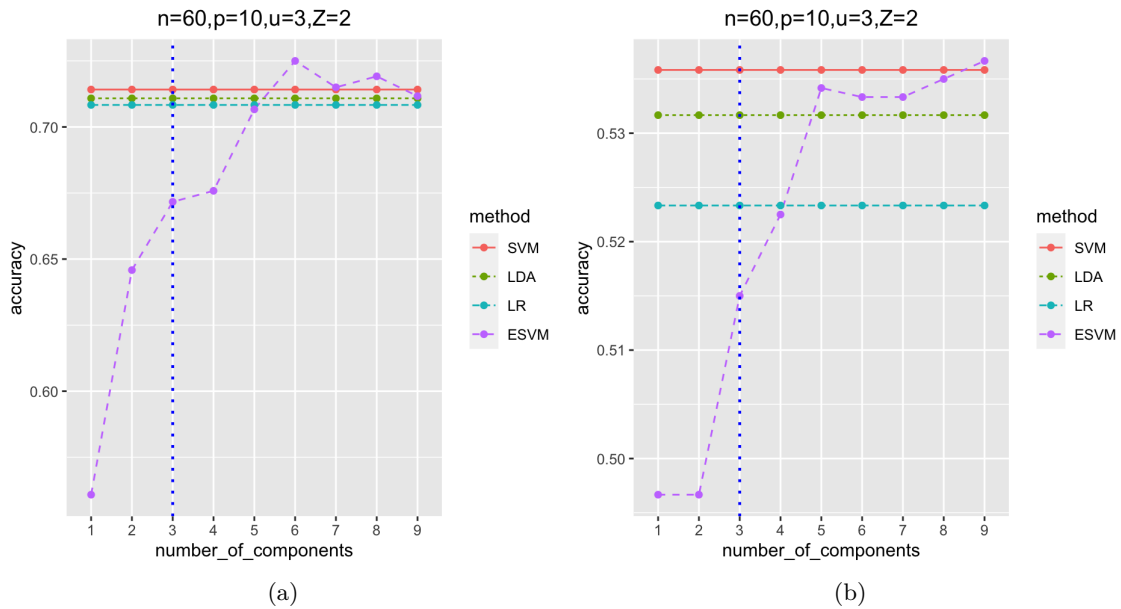 n=60,p=10,u=3,Z=2
accuracy
0.70
0.65
0.60
1 2 3 4 5 6 7 8 9
number_of_components
method
SVM
LDA
LR
ESVM
(a)
n=60,p=10,u=3,Z=2
accuracy
0.53
0.52
0.51
0.50
1 2 3 4 5 6 7 8 9
number_of_components
method
SVM
LDA
LR
ESVM
(b)